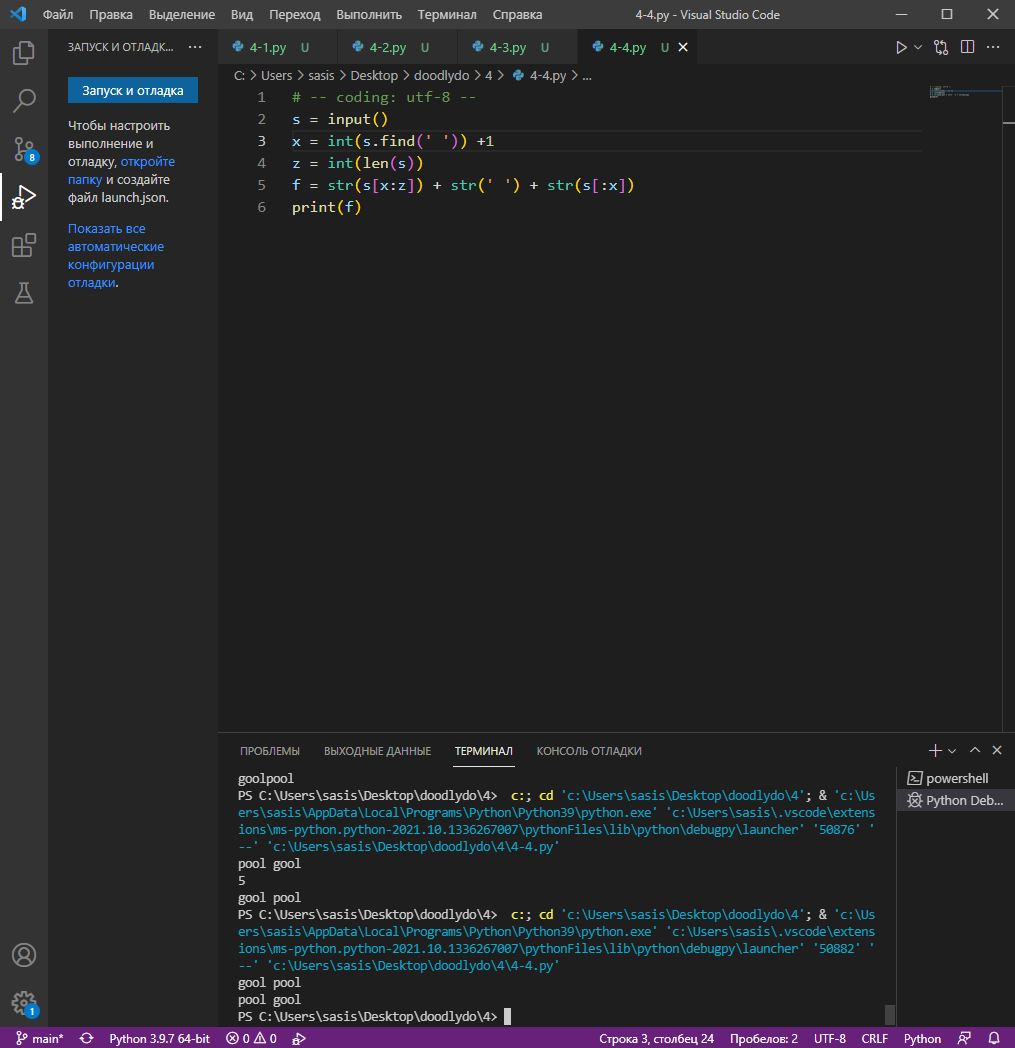 Файл Правка Выделение Вид Переход Выполнить Терминал Справка 4-4.py - Visual Studio Code
ЗАПУСК И ОТЛАДК... ···
4-1.py U 4-2.py U 4-3.py U 4-4.py U
C: > Users > sasis > Desktop > doodlydo > 4 > 4-4.py > ...
Запуск и отладка
Чтобы настроить
выполнение и
отладку, откройте
папку и создайте
файл launch.json.
Показать все
автоматические
конфигурации
отладки.
8
1 # -- coding: utf-8 --
2 s = input()
3 x = int(s.find(' ')) +1
4 z = int(len(s))
5 f = str(s[x:z]) + str(' ') + str(s[:x])
6 print(f)
ПРОБЛЕМЫ ВЫХОДНЫЕ ДАННЫЕ ТЕРМИНАЛ КОНСОЛЬ ОТЛАДКИ
goolpool
PS C:\Users\sasis\Desktop\doodlydo\4>  c:; cd 'c:\Users\sasis\Desktop\doodlydo\4'; & 'c:\Us
ers\sasis\AppData\Local\Programs\Python\Python39\python.exe' 'c:\Users\sasis\.vscode\extens
ions\ms-python.python-2021.10.1336267007\pythonFiles\lib\python\debugpy\launcher' '50876' '
--' 'c:\Users\sasis\Desktop\doodlydo\4\4-4.py'
pool gool
5
gool pool
PS C:\Users\sasis\Desktop\doodlydo\4>  c:; cd 'c:\Users\sasis\Desktop\doodlydo\4'; & 'c:\Us
ers\sasis\AppData\Local\Programs\Python\Python39\python.exe' 'c:\Users\sasis\.vscode\extens
ions\ms-python.python-2021.10.1336267007\pythonFiles\lib\python\debugpy\launcher' '50882' '
--' 'c:\Users\sasis\Desktop\doodlydo\4\4-4.py'
gool pool
pool gool
PS C:\Users\sasis\Desktop\doodlydo\4>
powershell
Python Deb...
1
main* Python 3.9.7 64-bit 0 0 Строка 3, столбец 24 Пробелов: 2 UTF-8 CRLF Python